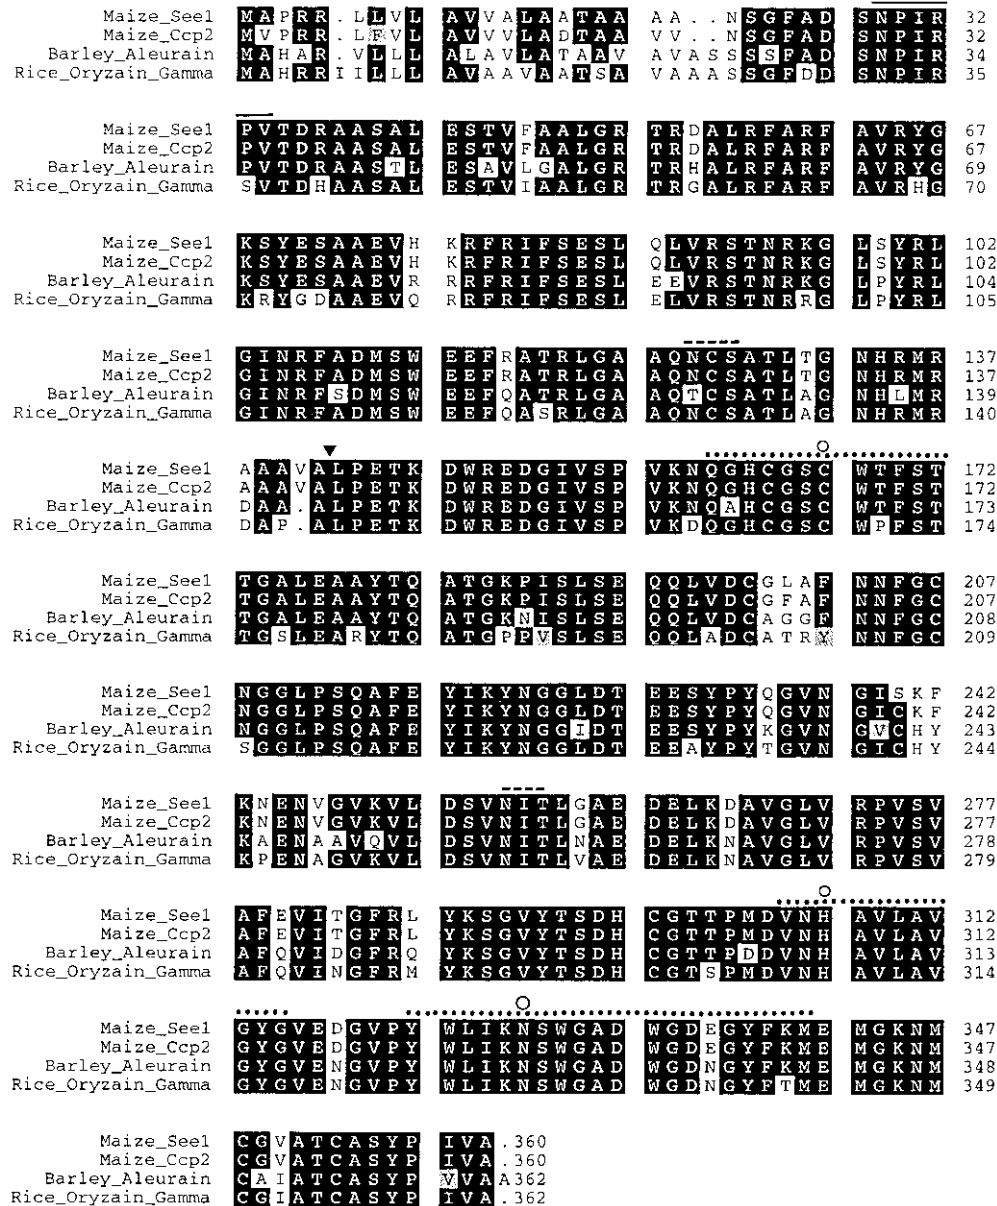 Maize_See1 MAPRR.LLVL AVVALAATAA AA..NSGFAD SNPIR 32
Maize_Ccp2 MVPRR.LFVL AVVVLADTAA VV..NSGFAD SNPIR 32
Barley_Aleurain MAHAR.VLLL ALAVLATAAV AVASSSSFAD SNPIR 34
Rice_Oryzain_Gamma MAHRRIILLL AVAAVAATSA VAAASSGFDD SNPIR 35
Maize_See1 PVTDRAASAL ESTVFAALGR TRDALRFARF AVRYG 67
Maize_Ccp2 PVTDRAASAL ESTVFAALGR TRDALRFARF AVRYG 67
Barley_Aleurain PVTDRAASTL ESAVLGALGR TRHALRFARF AVRYG 69
Rice_Oryzain_Gamma SVTDHAASAL ESTVIAALGR TRGALRFARF AVRHG 70
Maize_See1 KSYESAAEVH KRFRIFSESL QLVRSTNRKG LSYRL 102
Maize_Ccp2 KSYESAAEVH KRFRIFSESL QLVRSTNRKG LSYRL 102
Barley_Aleurain KSYESAAEVR RRFRIFSESL EEVRSTNRKG LPYRL 104
Rice_Oryzain_Gamma KRYGDAAEVQ RRFRIFSESL ELVRSTNRRG LPYRL 105
Maize_See1 GINRFADMSW EEFRATRLGA AQNCSATLTG NHRMR 137
Maize_Ccp2 GINRFADMSW EEFRATRLGA AQNCSATLTG NHRMR 137
Barley_Aleurain GINRFSDMSW EEFQATRLGA AQTCSATLAG NHLMR 139
Rice_Oryzain_Gamma GINRFADMSW EEFQASRLGA AQNCSATLAG NHRMR 140
Maize_See1 AAAVALPETK DWREDGIVSP VKNQGHCGSC WTFST 172
Maize_Ccp2 AAAVALPETK DWREDGIVSP VKNQGHCGSC WTFST 172
Barley_Aleurain DAA.ALPETK DWREDGIVSP VKNQAHCGSC WTFST 173
Rice_Oryzain_Gamma DAP.ALPETK DWREDGIVSP VKDQGHCGSC WPFST 174
Maize_See1 TGALEAAYTQ ATGKPISLSE QQLVDCGLAF NNFGC 207
Maize_Ccp2 TGALEAAYTQ ATGKPISLSE QQLVDCGFAF NNFGC 207
Barley_Aleurain TGALEAAYTQ ATGKNISLSE QQLVDCAGGF NNFGC 208
Rice_Oryzain_Gamma TGSLEARYTQ ATGPPVSLSE QQLADCATRY NNFGC 209
Maize_See1 NGGLPSQAFE YIKYNGGLDT EESYPYQGVN GISKF 242
Maize_Ccp2 NGGLPSQAFE YIKYNGGLDT EESYPYQGVN GICKF 242
Barley_Aleurain NGGLPSQAFE YIKYNGGIDT EESYPYKGVN GVCHY 243
Rice_Oryzain_Gamma SGGLPSQAFE YIKYNGGLDT EEAYPYTGVN GICHY 244
Maize_See1 KNENVGVKVL DSVNITLGAE DELKDAVGLV RPVSV 277
Maize_Ccp2 KNENVGVKVL DSVNITLGAE DELKDAVGLV RPVSV 277
Barley_Aleurain KAENAAVQVL DSVNITLNAE DELKNAVGLV RPVSV 278
Rice_Oryzain_Gamma KPENAGVKVL DSVNITLVAE DELKNAVGLV RPVSV 279
Maize_See1 AFEVITGFRL YKSGVYTSDH CGTTPMDVNH AVLAV 312
Maize_Ccp2 AFEVITGFRL YKSGVYTSDH CGTTPMDVNH AVLAV 312
Barley_Aleurain AFQVIDGFRQ YKSGVYTSDH CGTTPDDVNH AVLAV 313
Rice_Oryzain_Gamma AFQVINGFRM YKSGVYTSDH CGTSPMDVNH AVLAV 314
Maize_See1 GYGVEDGVPY WLIKNSWGAD WGDEGYFKME MGKNM 347
Maize_Ccp2 GYGVEDGVPY WLIKNSWGAD WGDEGYFKME MGKNM 347
Barley_Aleurain GYGVENGVPY WLIKNSWGAD WGDNGYFKME MGKNM 348
Rice_Oryzain_Gamma GYGVENGVPY WLIKNSWGAD WGDNGYFTME MGKNM 349
Maize_See1 CGVATCASYP IVA. 360
Maize_Ccp2 CGVATCASYP IVA. 360
Barley_Aleurain CAIATCASYP VVAA 362
Rice_Oryzain_Gamma CGIATCASYP IVA. 362